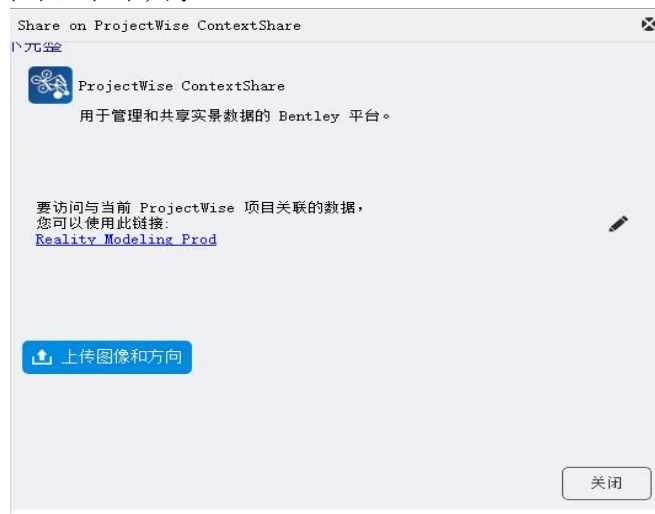 Share on ProjectWise ContextShare
ProjectWise ContextShare
用于管理和共享实景数据的 Bentley 平台。
要访问与当前 ProjectWise 项目关联的数据，
您可以使用此链接:
Reality Modeling Prod
上传图像和方向
关闭